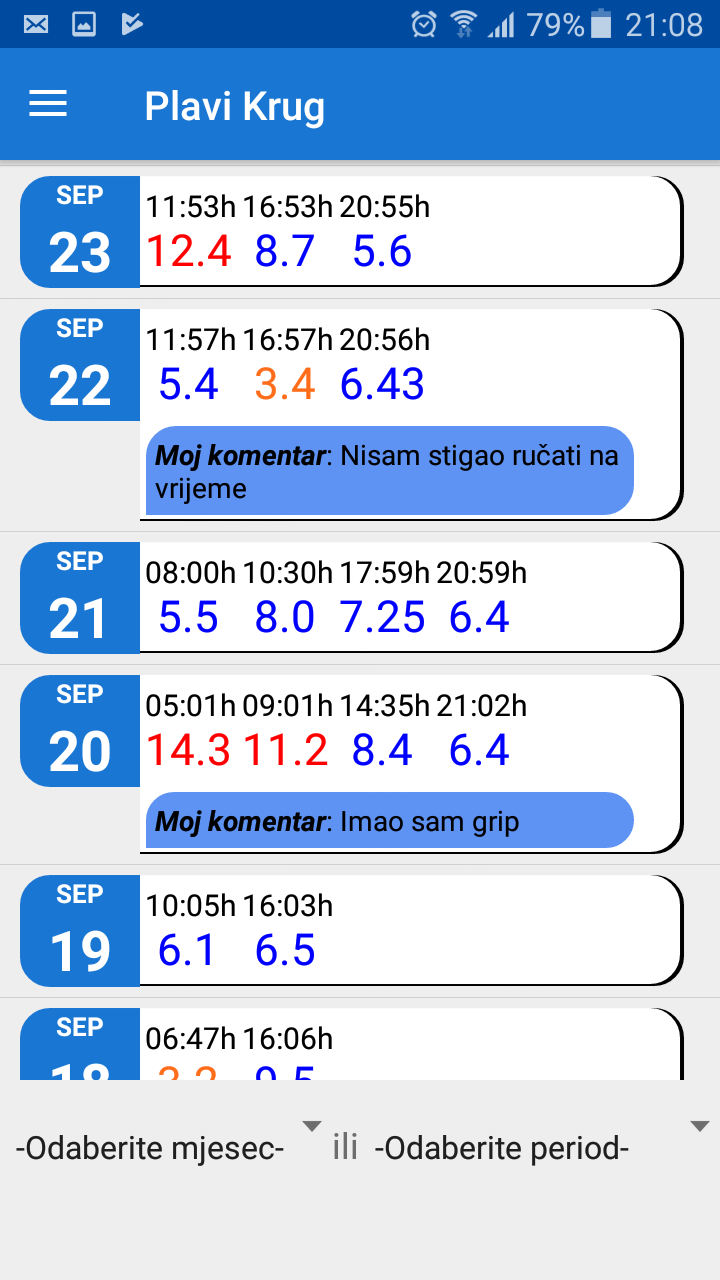 79% 21:08
Plavi Krug
SEP
23
11:53h 16:53h 20:55h
12.4 8.7 5.6
SEP
22
11:57h 16:57h 20:56h
5.4 3.4 6.43
Moj komentar: Nisam stigao ručati na
vrijeme
SEP
21
08:00h 10:30h 17:59h 20:59h
5.5 8.0 7.25 6.4
SEP
20
05:01h 09:01h 14:35h 21:02h
14.3 11.2 8.4 6.4
Moj komentar: Imao sam grip
SEP
19
10:05h 16:03h
6.1 6.5
SEP
18
06:47h 16:06h
-Odaberite mjesec- ili -Odaberite period-